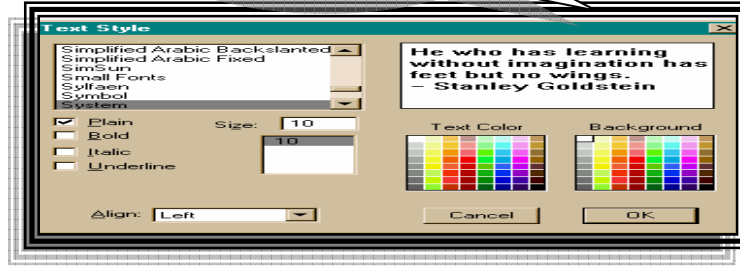 Text Style
Simplified Arabic Backslanted
Simplified Arabic Fixed
SimSun
Small Fonts
Sylfaen
Symbol
System
He who has learning
without imagination has
feet but no wings.
– Stanley Goldstein
Plain
Bold
Italic
Underline
Size: 10
10
Text Color
Background
Align: Left
Cancel
OK